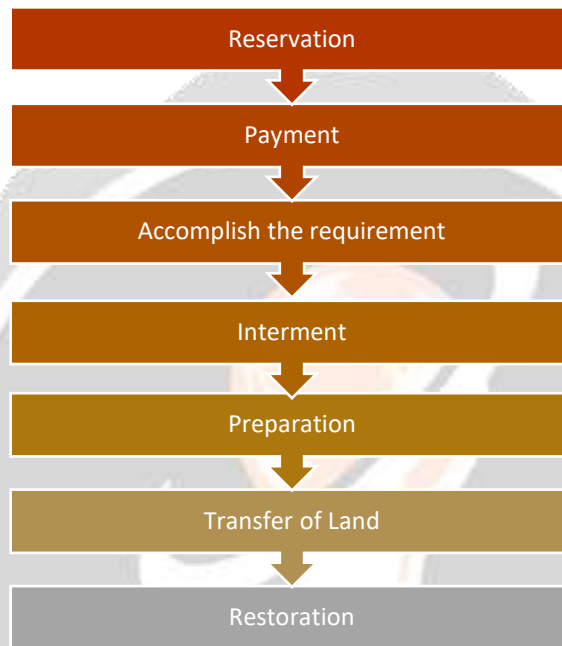 Reservation
Payment
Accomplish the requirement
Interment
Preparation
Transfer of Land
Restoration